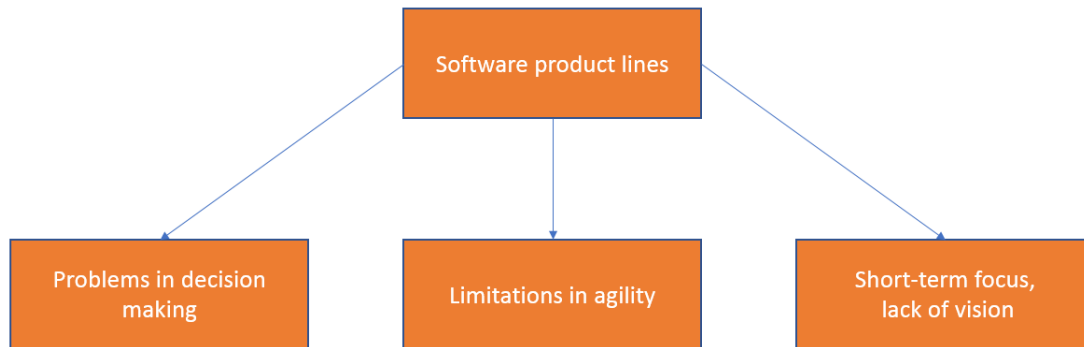 Software product lines
Problems in decision
making
Limitations in agility
Short-term focus,
lack of vision